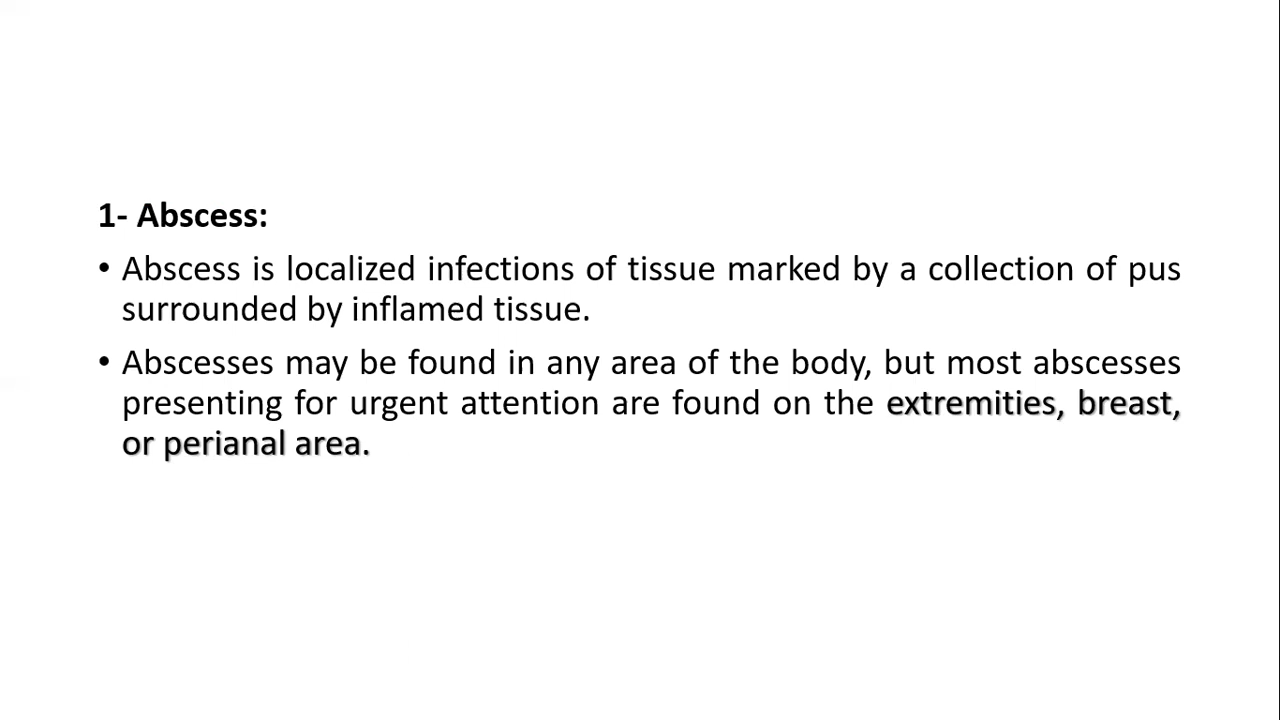 1- Abscess:
• Abscess is localized infections of tissue marked by a collection of pus
surrounded by inflamed tissue.
• Abscesses may be found in any area of the body, but most abscesses
presenting for urgent attention are found on the extremities, breast,
or perianal area.